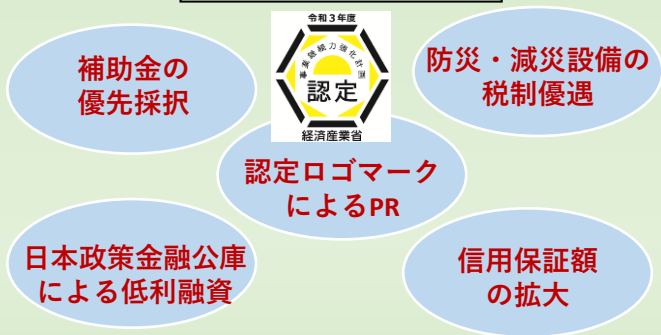 令和３年度
事業継続力強化計画
認定
経済産業省
補助金の
優先採択
防災・減災設備の
税制優遇
認定ロゴマーク
によるPR
日本政策金融公庫
による低利融資
信用保証額
の拡大